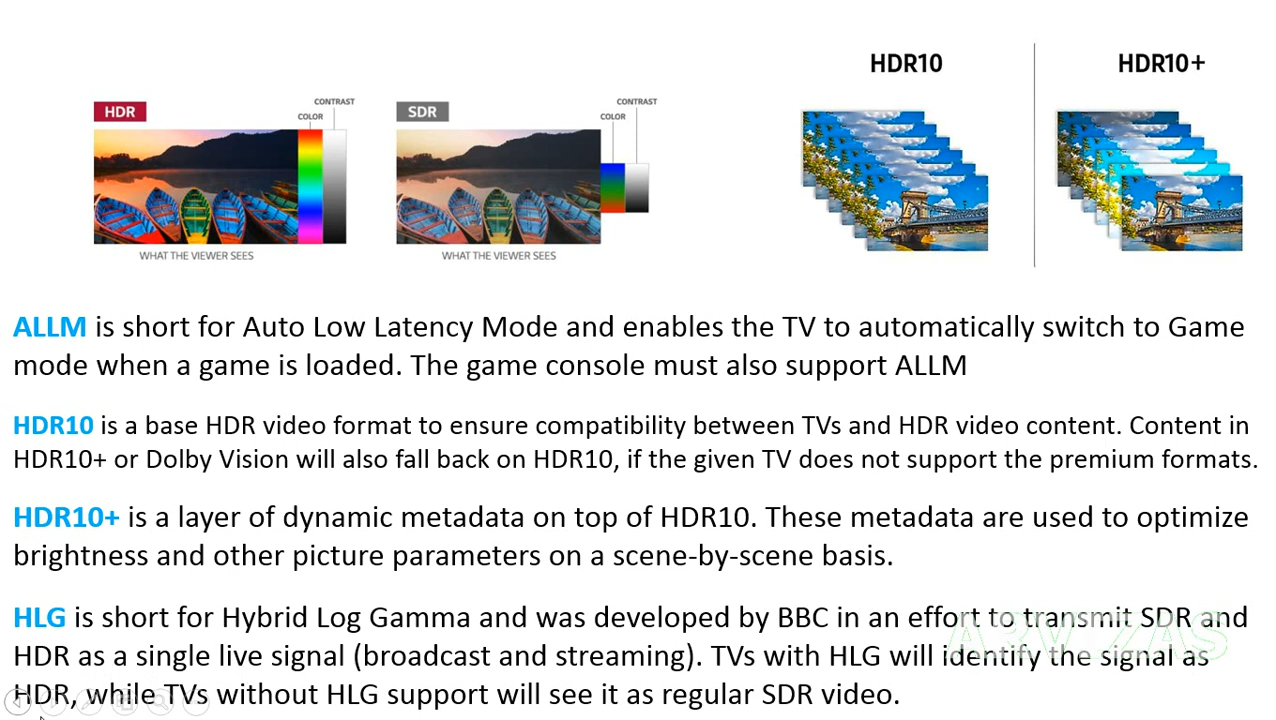 HDR10
HDR10+
HDR
CONTRAST
COLOR
SDR
CONTRAST
COLOR
WHAT THE VIEWER SEES
WHAT THE VIEWER SEES
ALLM is short for Auto Low Latency Mode and enables the TV to automatically switch to Game
mode when a game is loaded. The game console must also support ALLM
HDR10 is a base HDR video format to ensure compatibility between TVs and HDR video content. Content in
HDR10+ or Dolby Vision will also fall back on HDR10, if the given TV does not support the premium formats.
HDR10+ is a layer of dynamic metadata on top of HDR10. These metadata are used to optimize
brightness and other picture parameters on a scene-by-scene basis.
HLG is short for Hybrid Log Gamma and was developed by BBC in an effort to transmit SDR and
HDR as a single live signal (broadcast and streaming). TVs with HLG will identify the signal as
HDR, while TVs without HLG support will see it as regular SDR video.